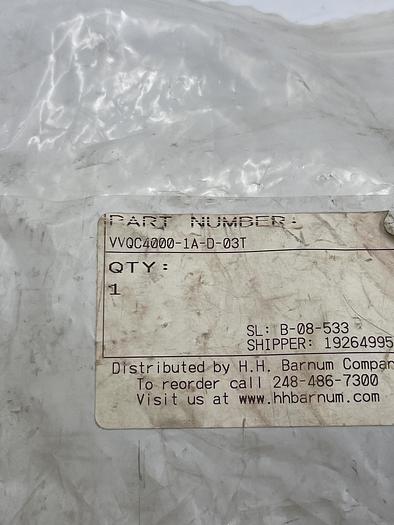 PART NUMBER:
VVQC4000-1A-D-03T
QTY:
1
SL: B-08-533
SHIPPER: 19264995
Distributed by H.H. Barnum Compan
To reorder call 248-486-7300
Visit us at www.hhbarnum.com